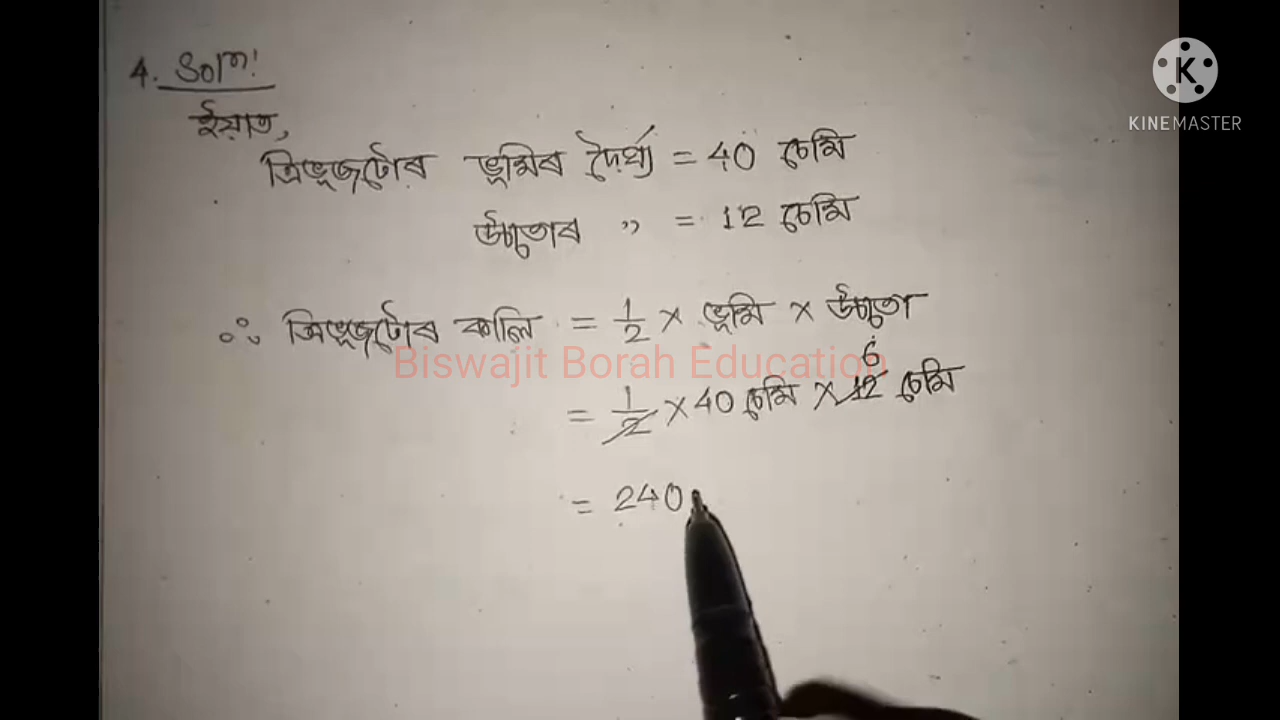 4. Soln!
ইয়াত,
ত্ৰিভূজটোৰ ভূমিৰ দৈৰ্ঘ্য = 40 চেমি
উচ্চতাৰ " = 12 চেমি
∴ ত্ৰিভূজটোৰ কালি = 1/2 × ভূমি × উচ্চতা
= 1/2 × 40 চেমি × 12 চেমি 6
= 240
Biswajit Borah Education
K
KINEMASTER